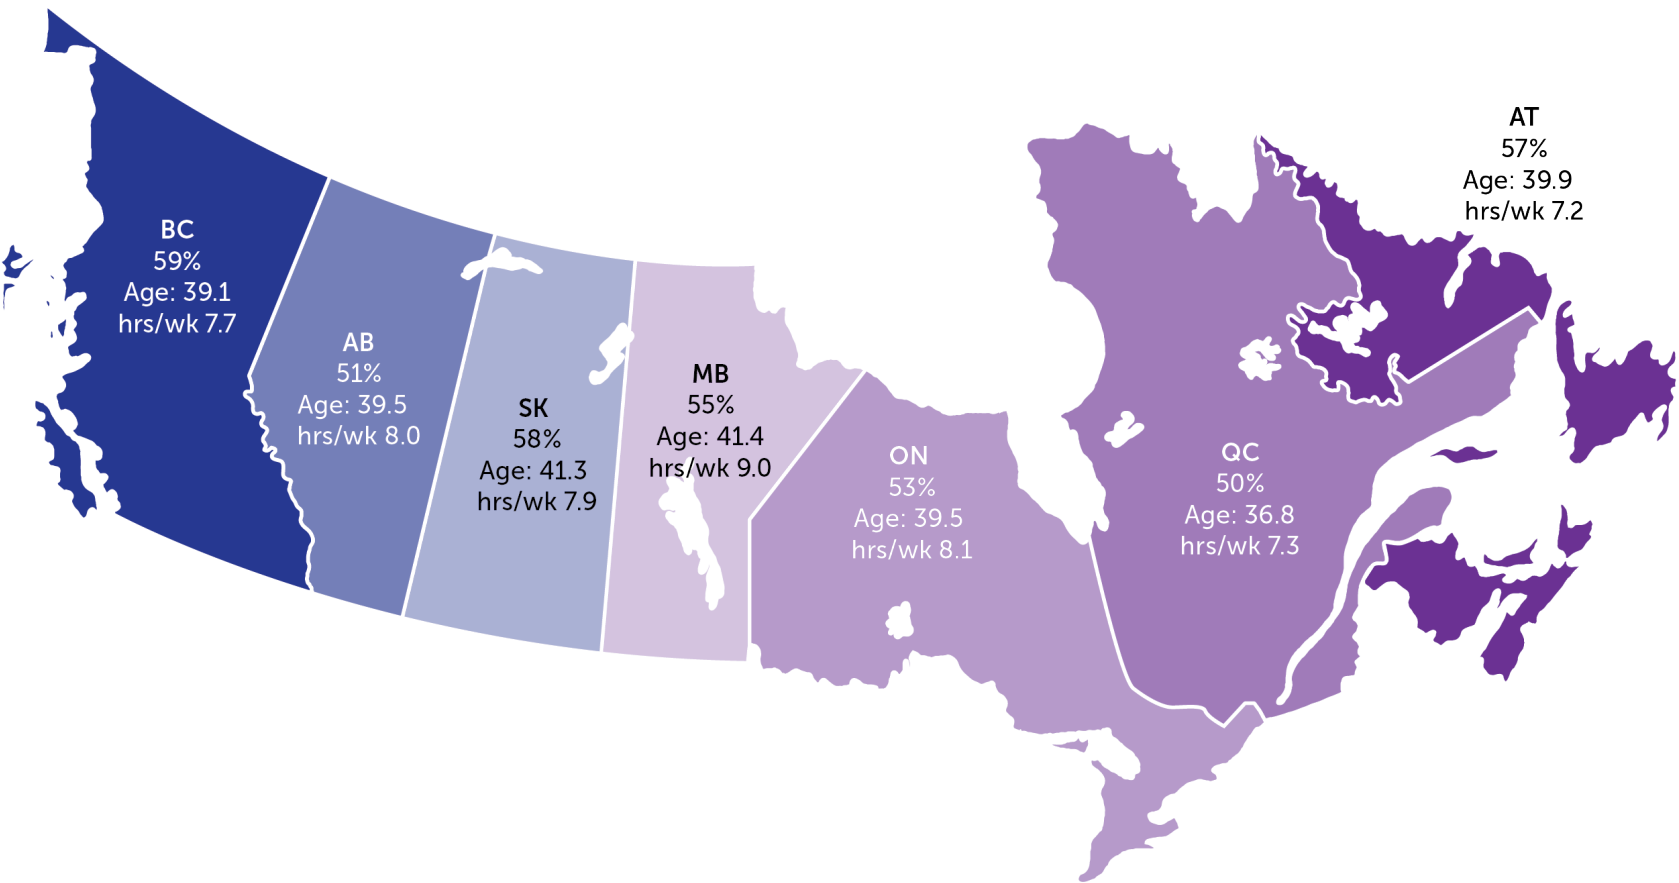 BC
59%
Age: 39.1
hrs/wk 7.7
AB
51%
Age: 39.5
hrs/wk 8.0
SK
58%
Age: 41.3
hrs/wk 7.9
MB
55%
Age: 41.4
hrs/wk 9.0
ON
53%
Age: 39.5
hrs/wk 8.1
QC
50%
Age: 36.8
hrs/wk 7.3
AT
57%
Age: 39.9
hrs/wk 7.2